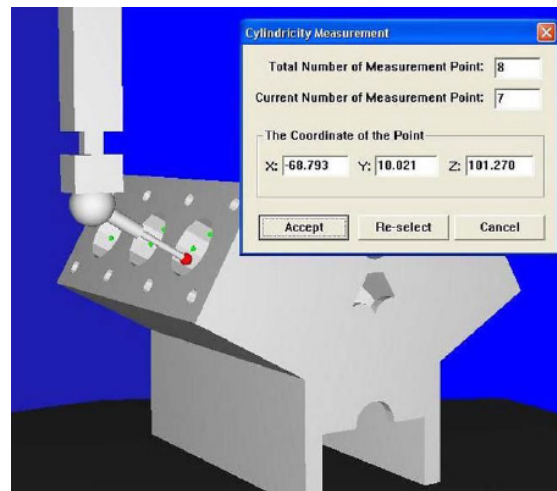 Cylindricity Measurement
Total Number of Measurement Point: 8
Current Number of Measurement Point: 7
The Coordinate of the Point
X: -68.793 Y: 10.021 Z: 101.270
Accept Re-select Cancel